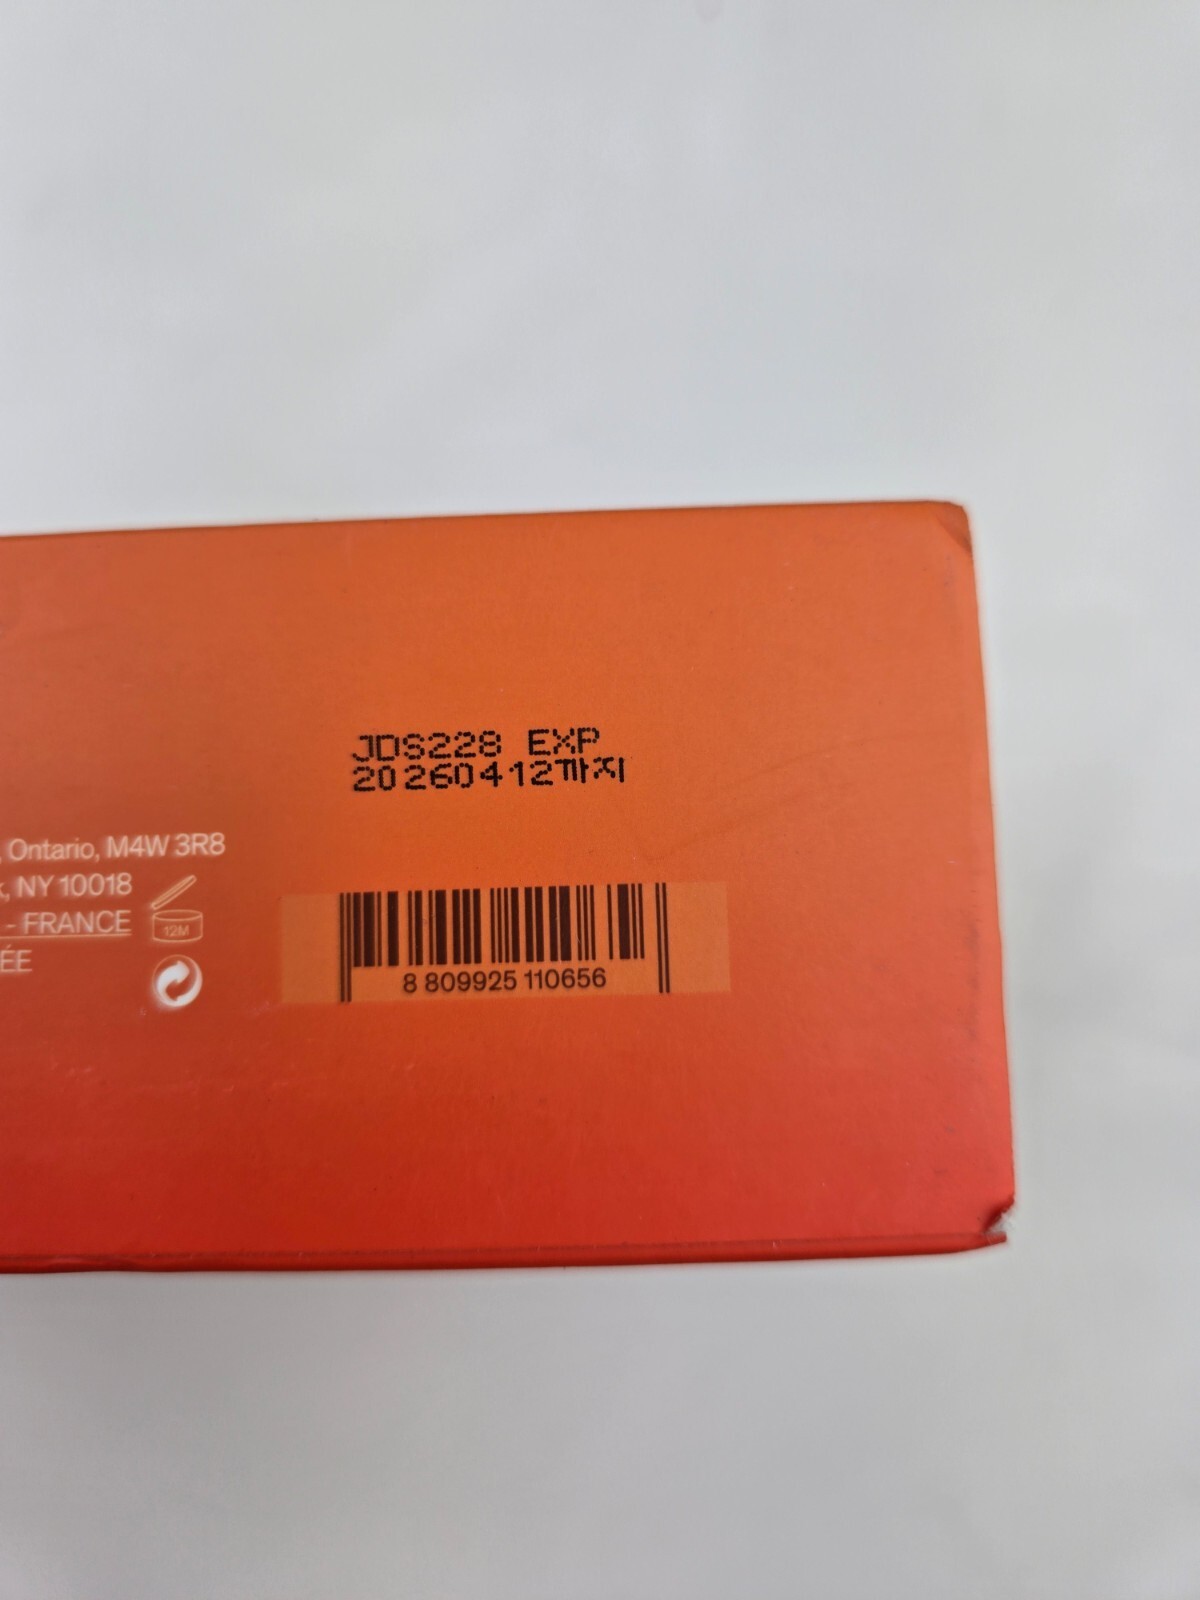 JDS228 EXP
20260412까지
, Ontario, M4W 3R8
, NY 10018
- FRANCE
ÉE
12M
8 809925 110656